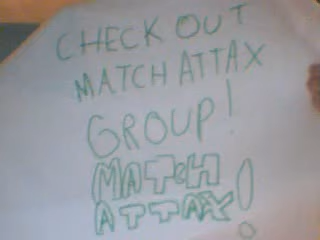 CHECK OUT
MATCH ATTAX
GROUP!
MATCH
ATTAX!